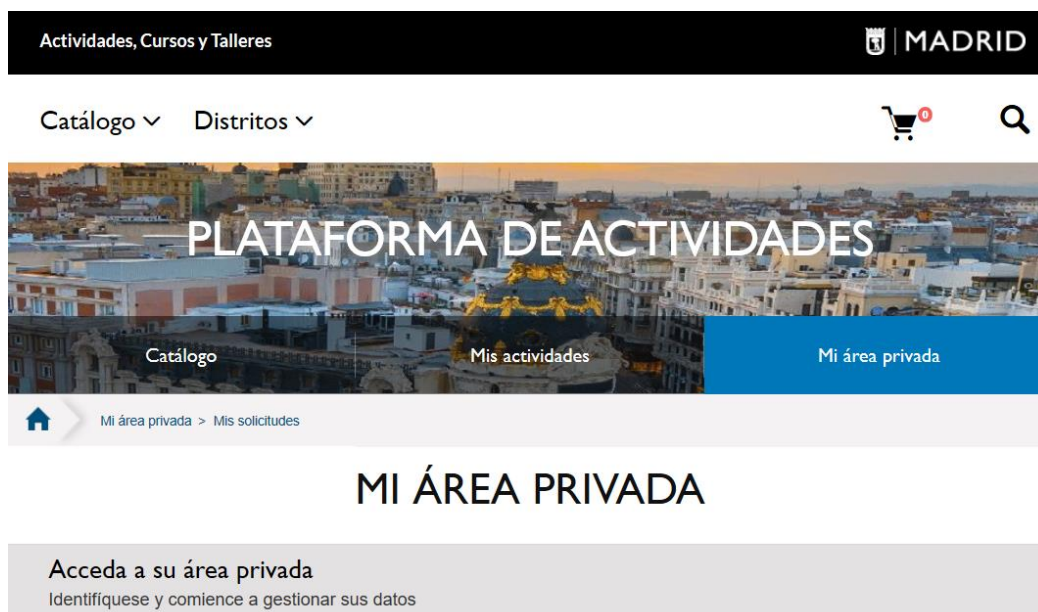 Actividades, Cursos y Talleres
MADRID
Catálogo
Distritos
0
PLATAFORMA DE ACTIVIDADES
Catálogo
Mis actividades
Mi área privada
Mi área privada > Mis solicitudes
MI ÁREA PRIVADA
Acceda a su área privada
Identifíquese y comience a gestionar sus datos